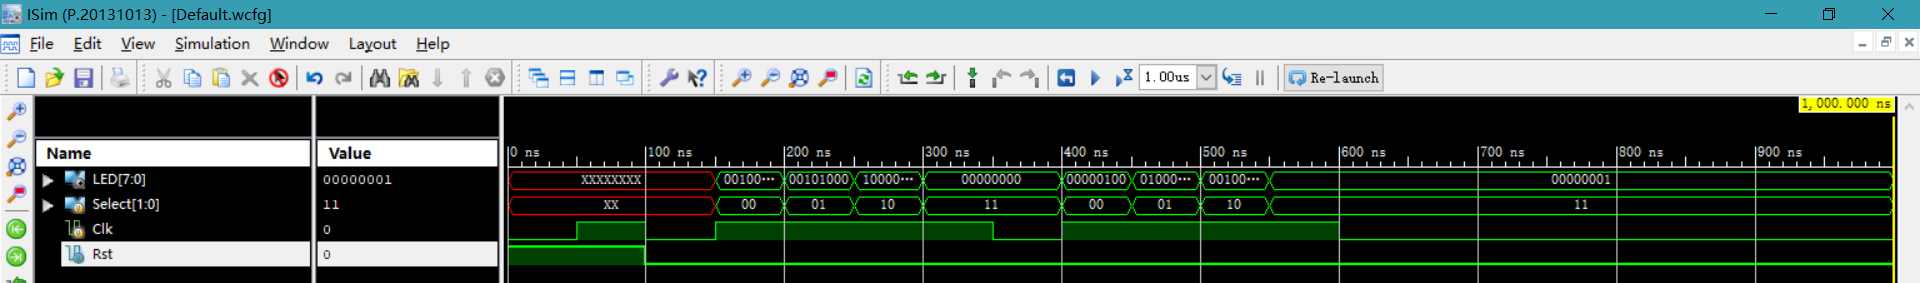 ISim (P.20131013) - [Default.wcfg]
File Edit View Simulation Window Layout Help
1.00us Re-launch
1,000.000 ns
Name Value 0 ns 100 ns 200 ns 300 ns 400 ns 500 ns 600 ns 700 ns 800 ns 900 ns
LED[7:0] 00000001 XXXXXXXX 00100··· 00101000 10000··· 00000000 00000100 01000··· 00100··· 00000001
Select[1:0] 11 XX 00 01 10 11 00 01 10 11
Clk 0
Rst 0